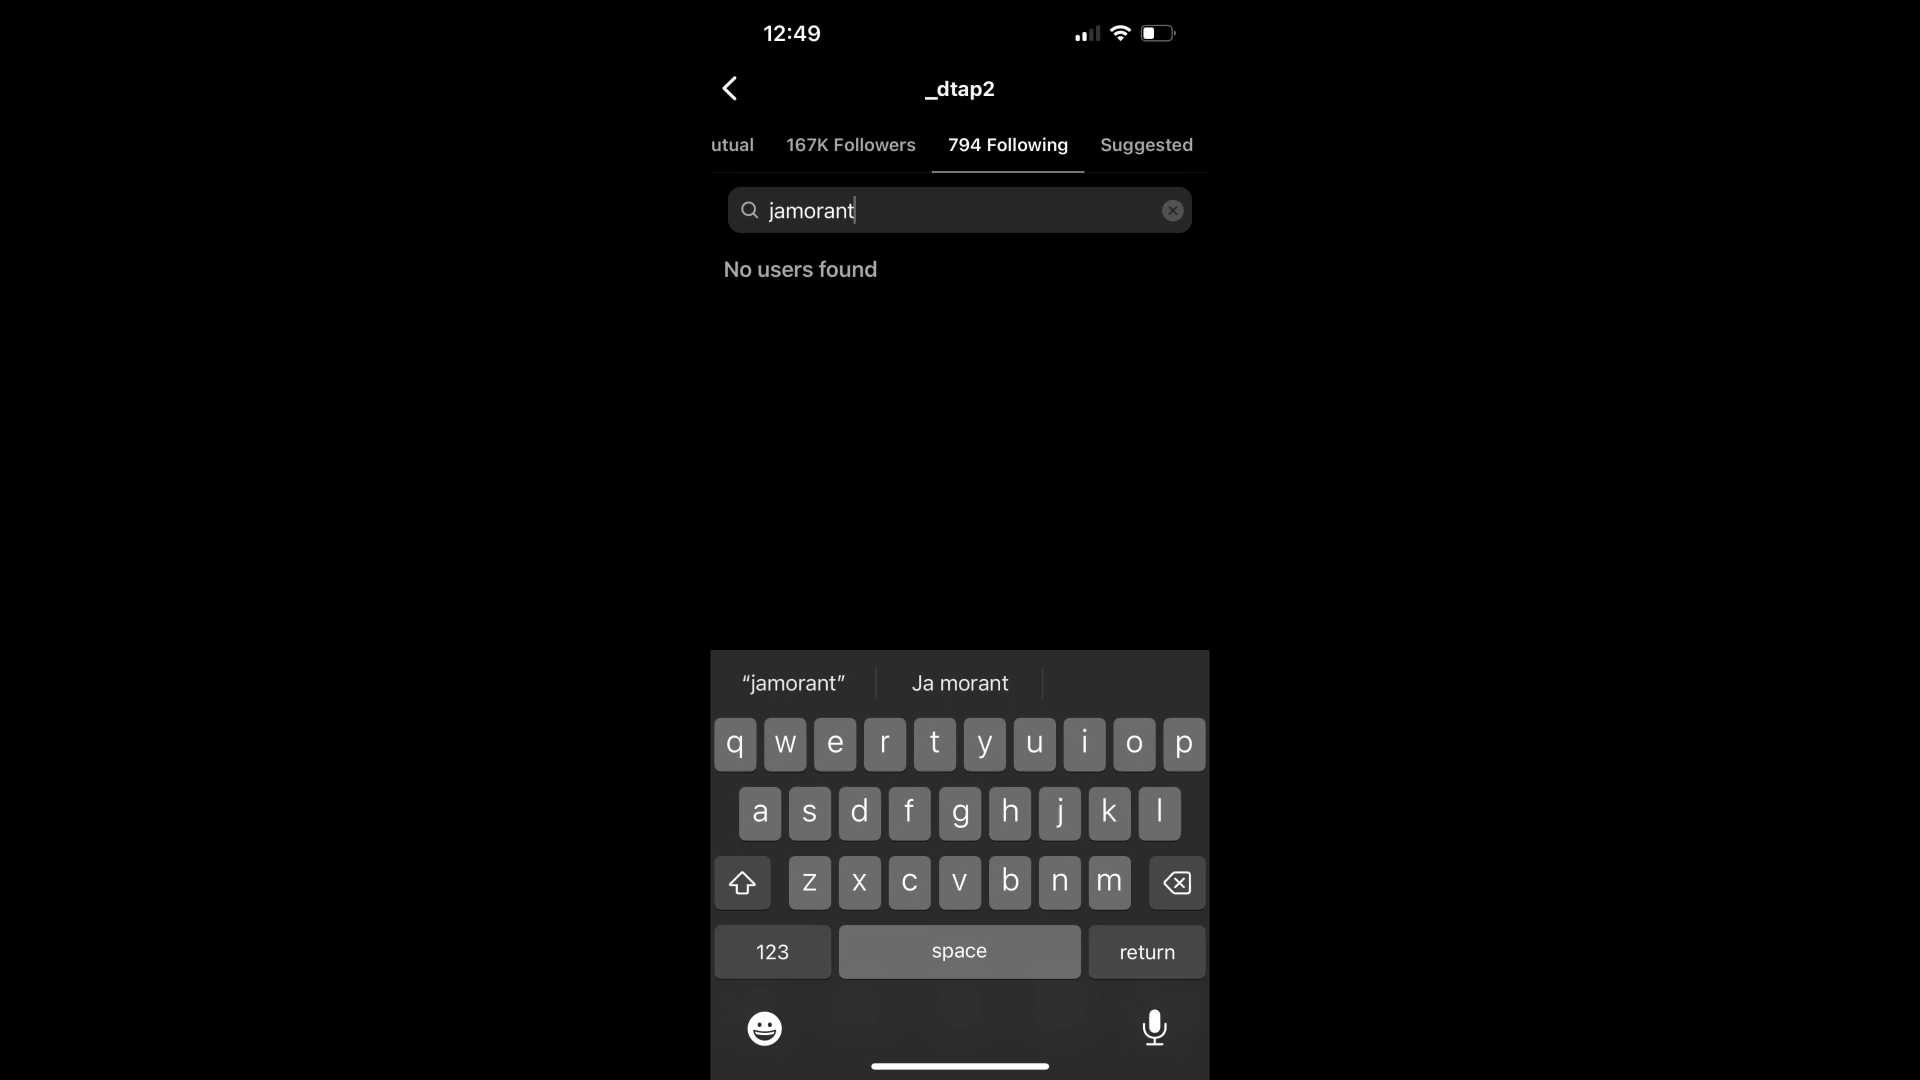 12:49
_dtap2
utual 167K Followers 794 Following Suggested
jamorant
No users found
“jamorant” Ja morant
q w e r t y u i o p
a s d f g h j k l
z x c v b n m
123 space return